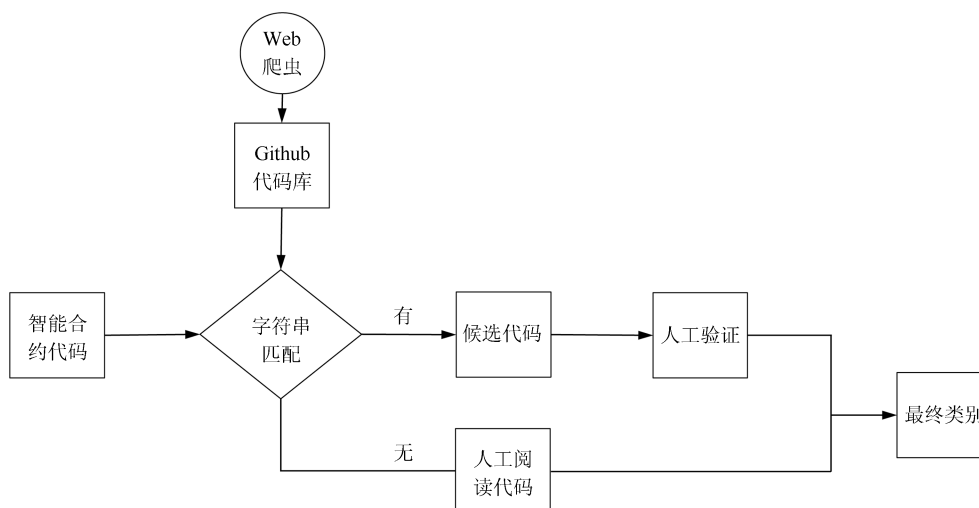 Web
爬虫
Github
代码库
智能合
约代码
字符串
匹配
有
候选代码
人工验证
最终类别
无
人工阅
读代码